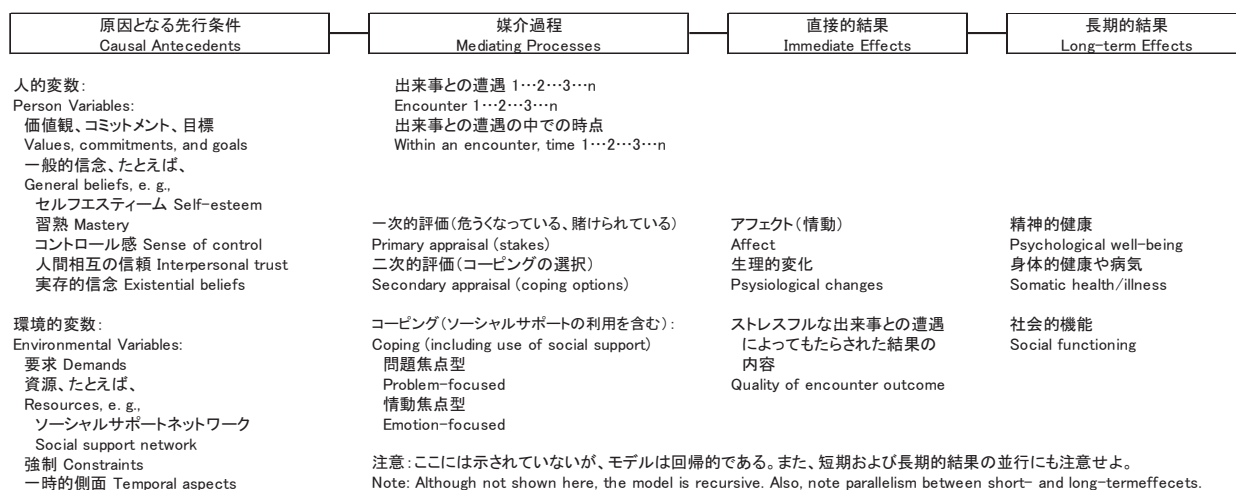 原因となる先行条件
Causal Antecedents
媒介過程
Mediating Processes
直接的結果
Immediate Effects
長期的結果
Long-term Effects
人的変数:
Person Variables:
価値観、コミットメント、目標
Values, commitments, and goals
一般的信念、たとえば、
General beliefs, e. g.,
セルフエスティーム Self-esteem
習熟 Mastery
コントロール感 Sense of control
人間相互の信頼 Interpersonal trust
実存的信念 Existential beliefs
環境的変数:
Environmental Variables:
要求 Demands
資源、たとえば、
Resources, e. g.,
ソーシャルサポートネットワーク
Social support network
強制 Constraints
一時的側面 Temporal aspects
出来事との遭遇 1…2…3…n
Encounter 1…2…3…n
出来事との遭遇の中での時点
Within an encounter, time 1…2…3…n
一次的評価(危うくなっている、賭けられている)
Primary appraisal (stakes)
二次的評価(コーピングの選択)
Secondary appraisal (coping options)
コーピング(ソーシャルサポートの利用を含む):
Coping (including use of social support)
問題焦点型
Problem-focused
情動焦点型
Emotion-focused
アフェクト(情動)
Affect
生理的変化
Psysiological changes
ストレスフルな出来事との遭遇
によってもたらされた結果の
内容
Quality of encounter outcome
精神的健康
Psychological well-being
身体的健康や病気
Somatic health/illness
社会的機能
Social functioning
注意:ここには示されていないが、モデルは回帰的である。また、短期および長期的結果の並行にも注意せよ。
Note: Although not shown here, the model is recursive. Also, note parallelism between short- and long-termeffecets.